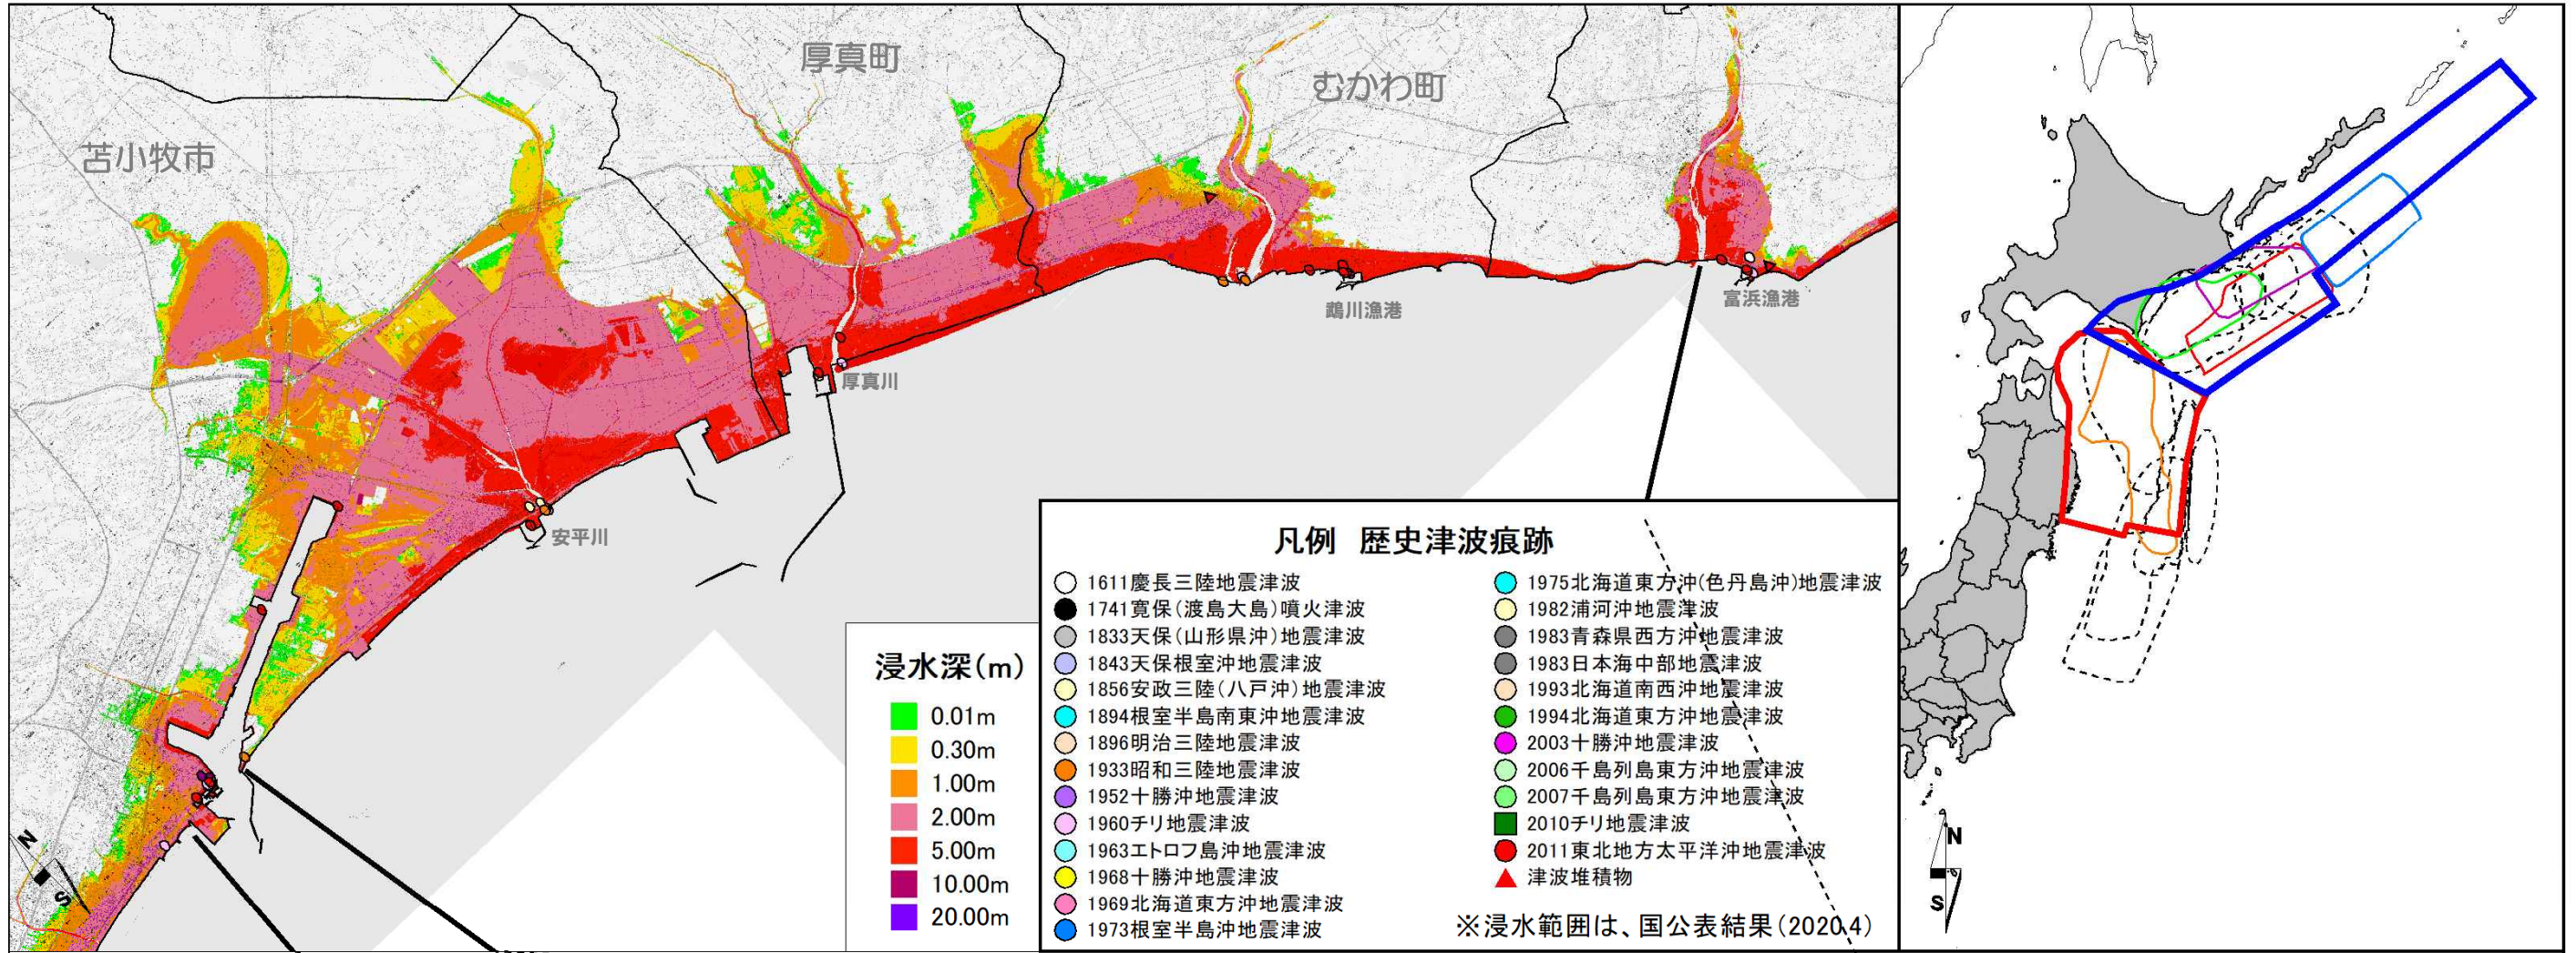 苫小牧市
厚真町
むかわ町
安平川
厚真川
鵡川漁港
富浜漁港
N
S
浸水深(m)
0.01m
0.30m
1.00m
2.00m
5.00m
10.00m
20.00m
凡例 歴史津波痕跡
1611慶長三陸地震津波
1741寛保(渡島大島)噴火津波
1833天保(山形県沖)地震津波
1843天保根室沖地震津波
1856安政三陸(八戸沖)地震津波
1894根室半島南東沖地震津波
1896明治三陸地震津波
1933昭和三陸地震津波
1952十勝沖地震津波
1960チリ地震津波
1963エトロフ島沖地震津波
1968十勝沖地震津波
1969北海道東方沖地震津波
1973根室半島沖地震津波
1975北海道東方沖(色丹島沖)地震津波
1982浦河沖地震津波
1983青森県西方沖地震津波
1983日本海中部地震津波
1993北海道南西沖地震津波
1994北海道東方沖地震津波
2003十勝沖地震津波
2006千島列島東方沖地震津波
2007千島列島東方沖地震津波
2010チリ地震津波
2011東北地方太平洋沖地震津波
津波堆積物
※浸水範囲は、国公表結果(2020.4)
N
S